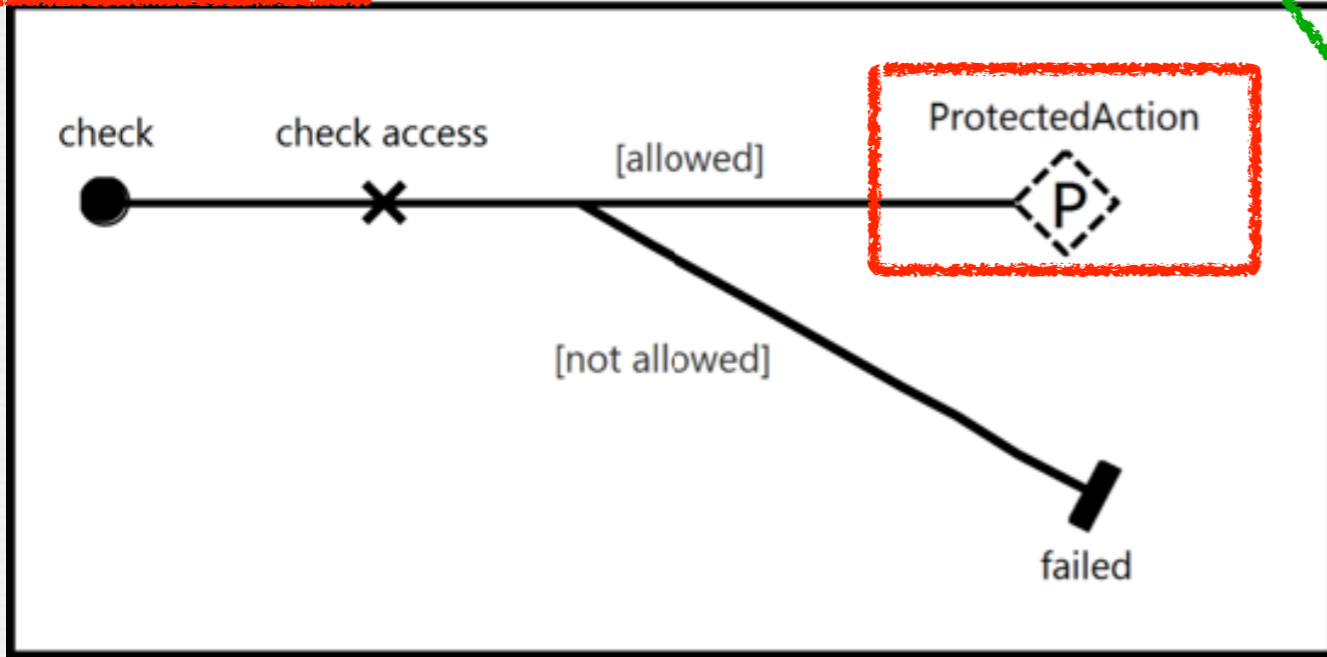 check
check access
[allowed]
ProtectedAction
P
[not allowed]
failed